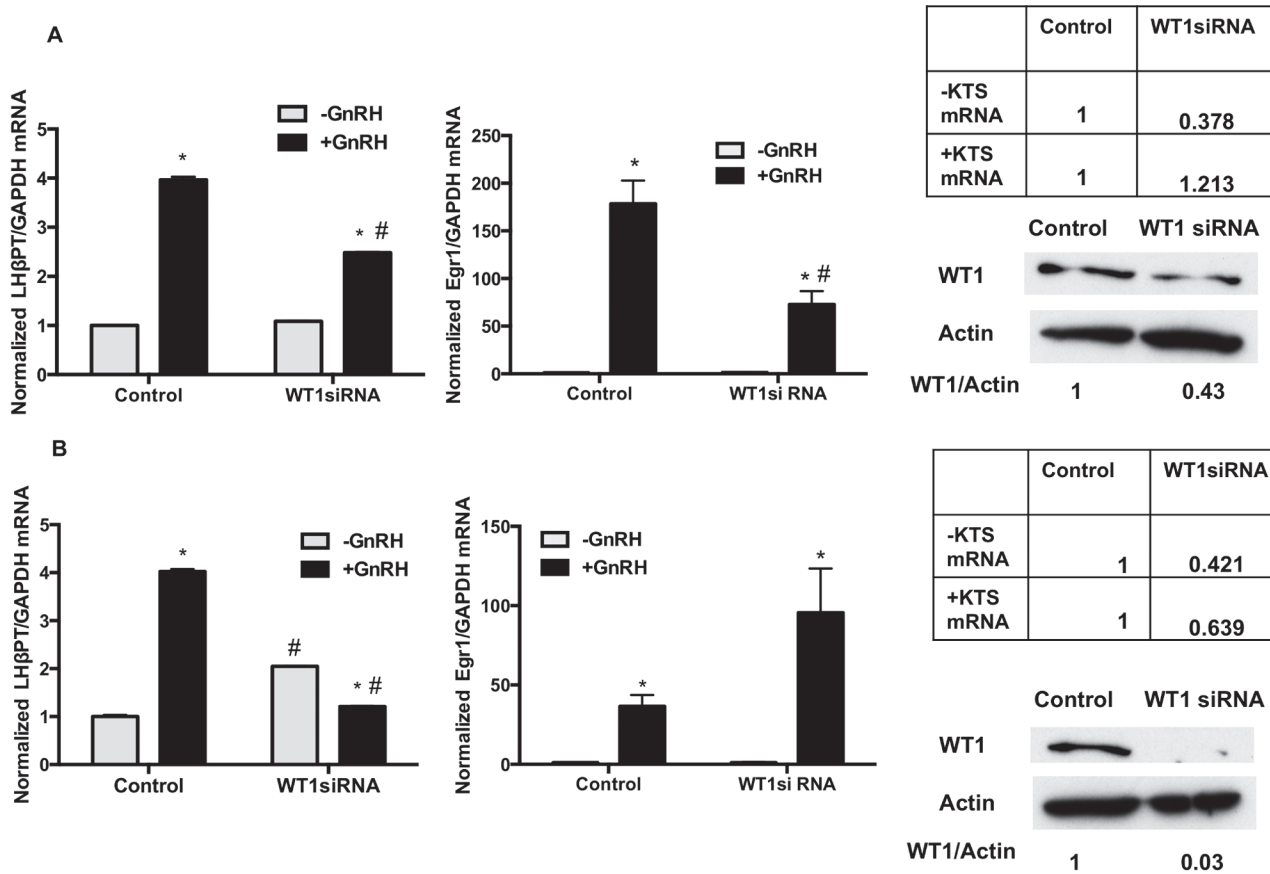 A
Normalized LHβPT/GAPDH mRNA
5
4
3
2
1
0
-GnRH
+GnRH
*
* #
Control
WT1siRNA
Normalized Egr1/GAPDH mRNA
250
200
150
100
50
0
-GnRH
+GnRH
*
* #
Control
WT1si RNA
Control WT1siRNA
-KTS
mRNA 1 0.378
+KTS
mRNA 1 1.213
Control WT1 siRNA
WT1
Actin
WT1/Actin 1 0.43
B
Normalized LHβPT/GAPDH mRNA
5
4
3
2
1
0
-GnRH
+GnRH
*
#
* #
Control
WT1siRNA
Normalized Egr1/GAPDH mRNA
150
100
50
0
-GnRH
+GnRH
*
*
Control
WT1si RNA
Control WT1siRNA
-KTS
mRNA 1 0.421
+KTS
mRNA 1 0.639
Control WT1 siRNA
WT1
Actin
WT1/Actin 1 0.03